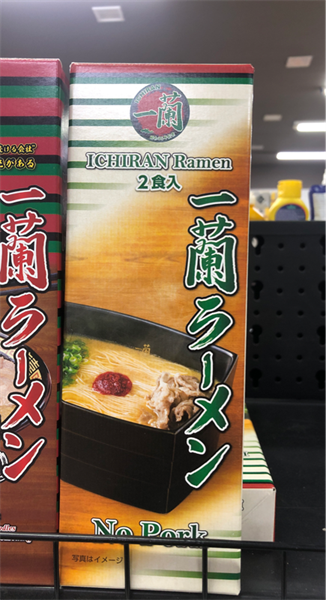 一蘭
ICHIRAN Ramen
2食入
一蘭ラーメン
No Pork
写真はイメージ
一蘭ラーメン